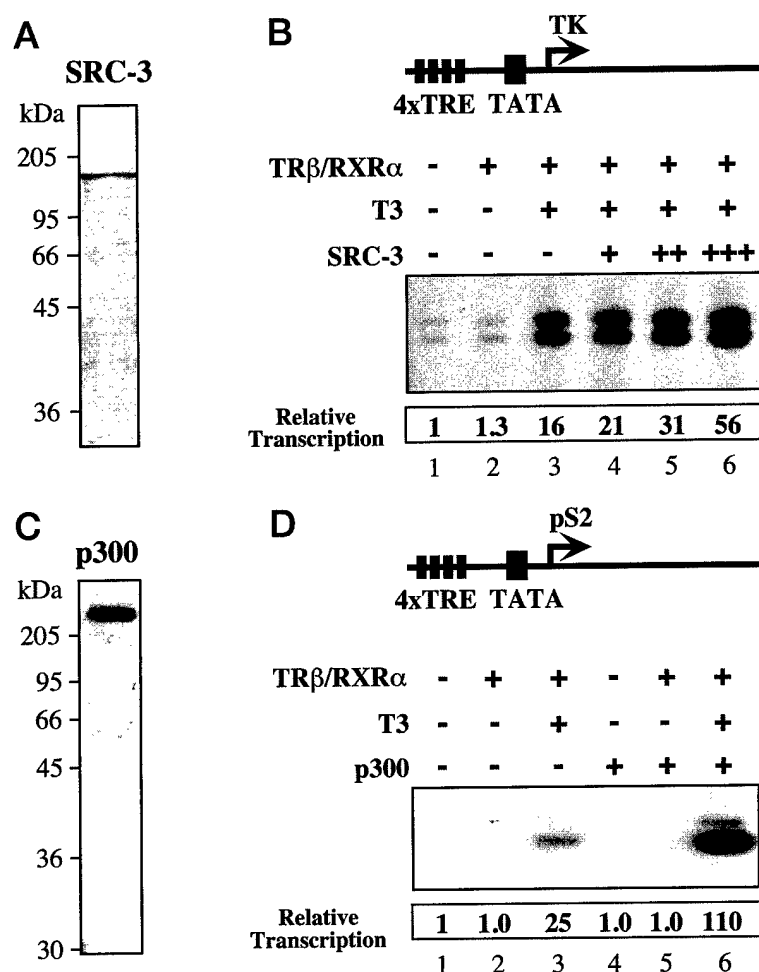 A
SRC-3
kDa
205
95
66
45
36
B
TK
4xTRE TATA
TRβ/RXRα - + + + + +
T3 - - + + + +
SRC-3 - - - + ++ +++
Relative
Transcription
1 1.3 16 21 31 56
1 2 3 4 5 6
C
p300
kDa
205
95
66
45
36
30
D
pS2
4xTRE TATA
TRβ/RXRα - + + - + +
T3 - - + - - +
p300 - - - + + +
Relative
Transcription
1 1.0 25 1.0 1.0 110
1 2 3 4 5 6